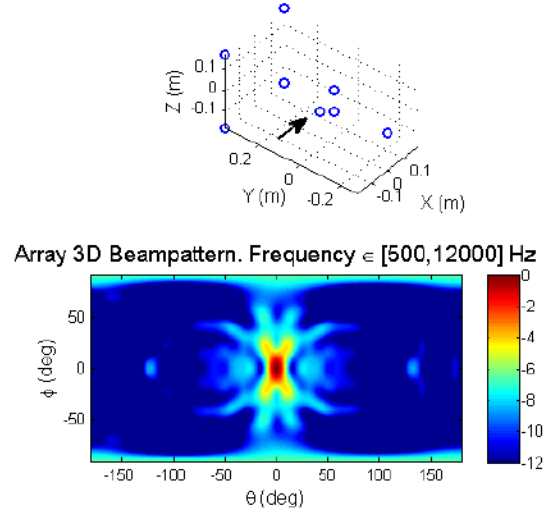 0.1
0
-0.1
Z (m)
0.2
0
-0.2
Y (m)
0.1
0
-0.1
X (m)
Array 3D Beampattern. Frequency ∈ [500,12000] Hz
50
0
-50
ϕ (deg)
-150 -100 -50 0 50 100 150
θ (deg)
0
-2
-4
-6
-8
-10
-12